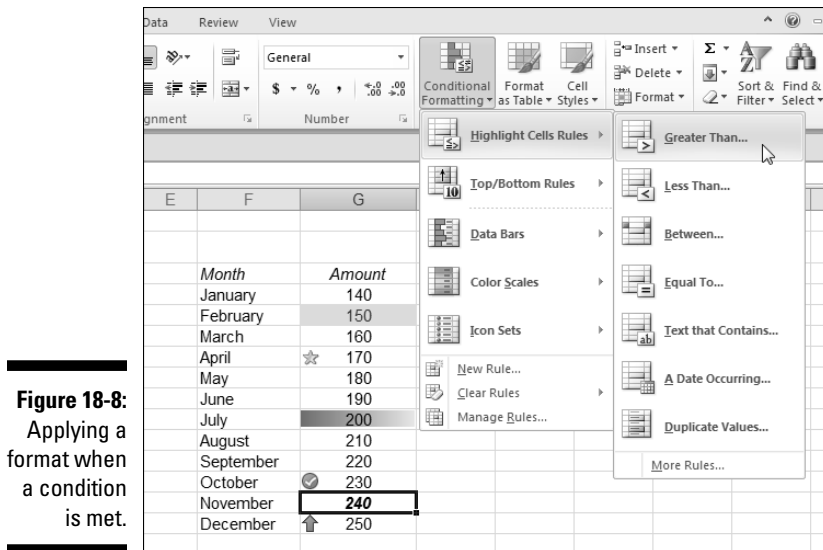 Data Review View
General
Insert
Σ
$ % , .0 .00 .00 .0
Conditional Formatting
Format as Table
Cell Styles
Delete
Format
Sort & Filter
Find & Select
gnment
Number
Highlight Cells Rules
Top/Bottom Rules
Data Bars
Color Scales
Icon Sets
New Rule...
Clear Rules
Manage Rules...
Greater Than...
Less Than...
Between...
Equal To...
Text that Contains...
A Date Occurring...
Duplicate Values...
More Rules...
E F G
Month Amount
January 140
February 150
March 160
April 170
May 180
June 190
July 200
August 210
September 220
October 230
November 240
December 250
Figure 18-8:
Applying a
format when
a condition
is met.